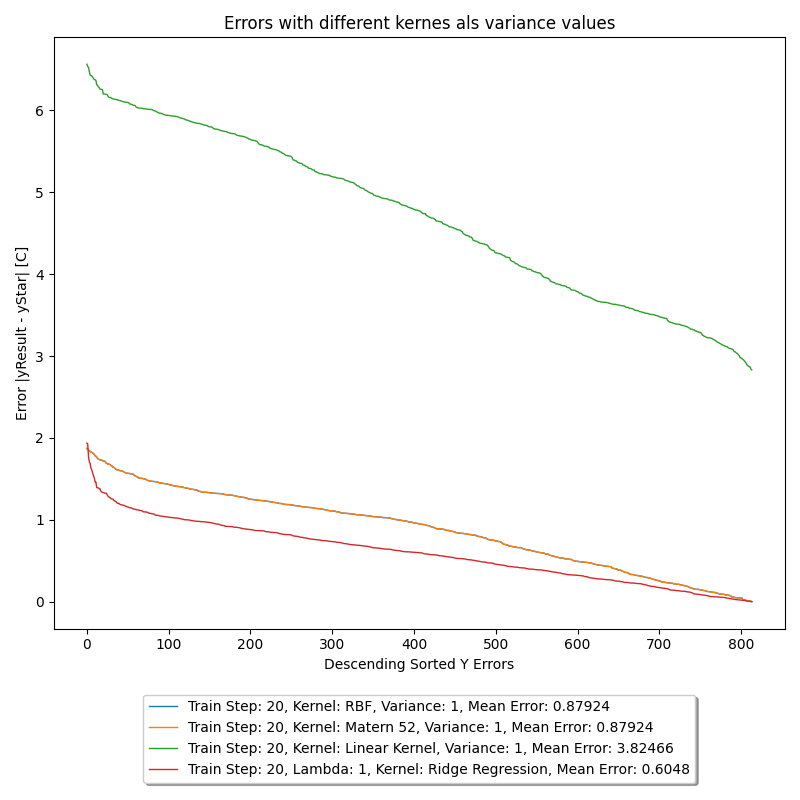 Errors with different kernes als variance values
Error |yResult - yStar| [C]
6
5
4
3
2
1
0
0 100 200 300 400 500 600 700 800
Descending Sorted Y Errors
Train Step: 20, Kernel: RBF, Variance: 1, Mean Error: 0.87924
Train Step: 20, Kernel: Matern 52, Variance: 1, Mean Error: 0.87924
Train Step: 20, Kernel: Linear Kernel, Variance: 1, Mean Error: 3.82466
Train Step: 20, Lambda: 1, Kernel: Ridge Regression, Mean Error: 0.6048